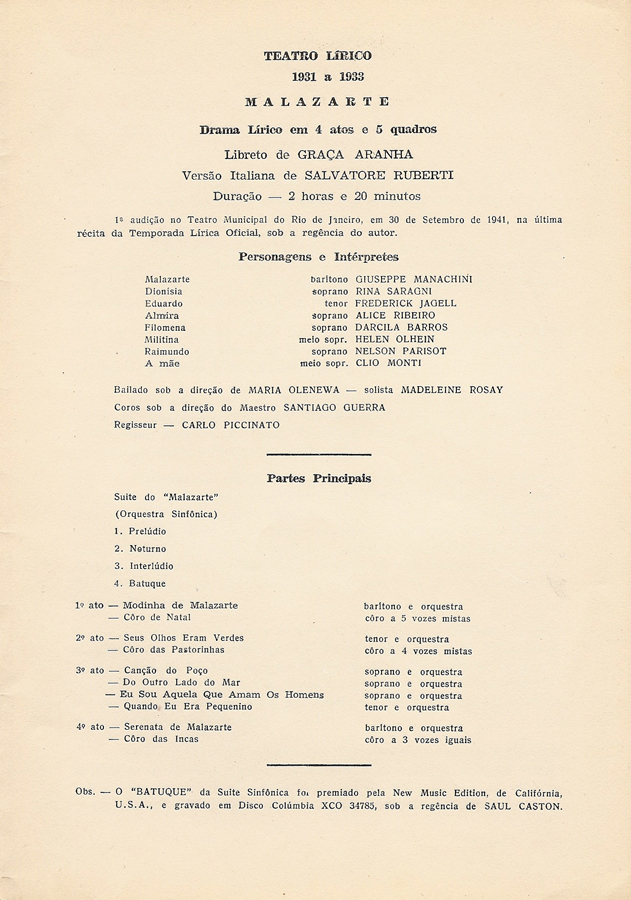 TEATRO LÍRICO
1931 a 1933
MALAZARTE
Drama Lírico em 4 atos e 5 quadros
Libreto de GRAÇA ARANHA
Versão Italiana de SALVATORE RUBERTI
Duração — 2 horas e 20 minutos
1ª audição no Teatro Municipal do Rio de Janeiro, em 30 de Setembro de 1941, na última
récita da Temporada Lírica Oficial, sob a regência do autor.
Personagens e Intérpretes
Malazarte barítono GIUSEPPE MANACHINI
Dionisia soprano RINA SARAGNI
Eduardo tenor FREDERICK JAGELL
Almira soprano ALICE RIBEIRO
Filomena soprano DARCILA BARROS
Militina meio sopr. HELEN OLHEIN
Raimundo soprano NELSON PARISOT
A mãe meio sopr. CLIO MONTI
Bailado sob a direção de MARIA OLENEWA — solista MADELEINE ROSAY
Coros sob a direção do Maestro SANTIAGO GUERRA
Regisseur — CARLO PICCINATO
Partes Principais
Suite do "Malazarte"
(Orquestra Sinfônica)
1. Prelúdio
2. Noturno
3. Interlúdio
4. Batuque
1º ato — Modinha de Malazarte barítono e orquestra
— Côro de Natal côro a 5 vozes mistas
2º ato — Seus Olhos Eram Verdes tenor e orquestra
— Côro das Pastorinhas côro a 4 vozes mistas
3º ato — Canção do Poço soprano e orquestra
— Do Outro Lado do Mar soprano e orquestra
— Eu Sou Aquela Que Amam Os Homens soprano e orquestra
— Quando Eu Era Pequenino tenor e orquestra
4º ato — Serenata de Malazarte barítono e orquestra
— Côro das Incas côro a 3 vozes iguais
Obs. — O "BATUQUE" da Suite Sinfônica foi premiado pela New Music Edition, de Califórnia,
U.S.A., e gravado em Disco Colúmbia XCO 34785, sob a regência de SAUL CASTON.